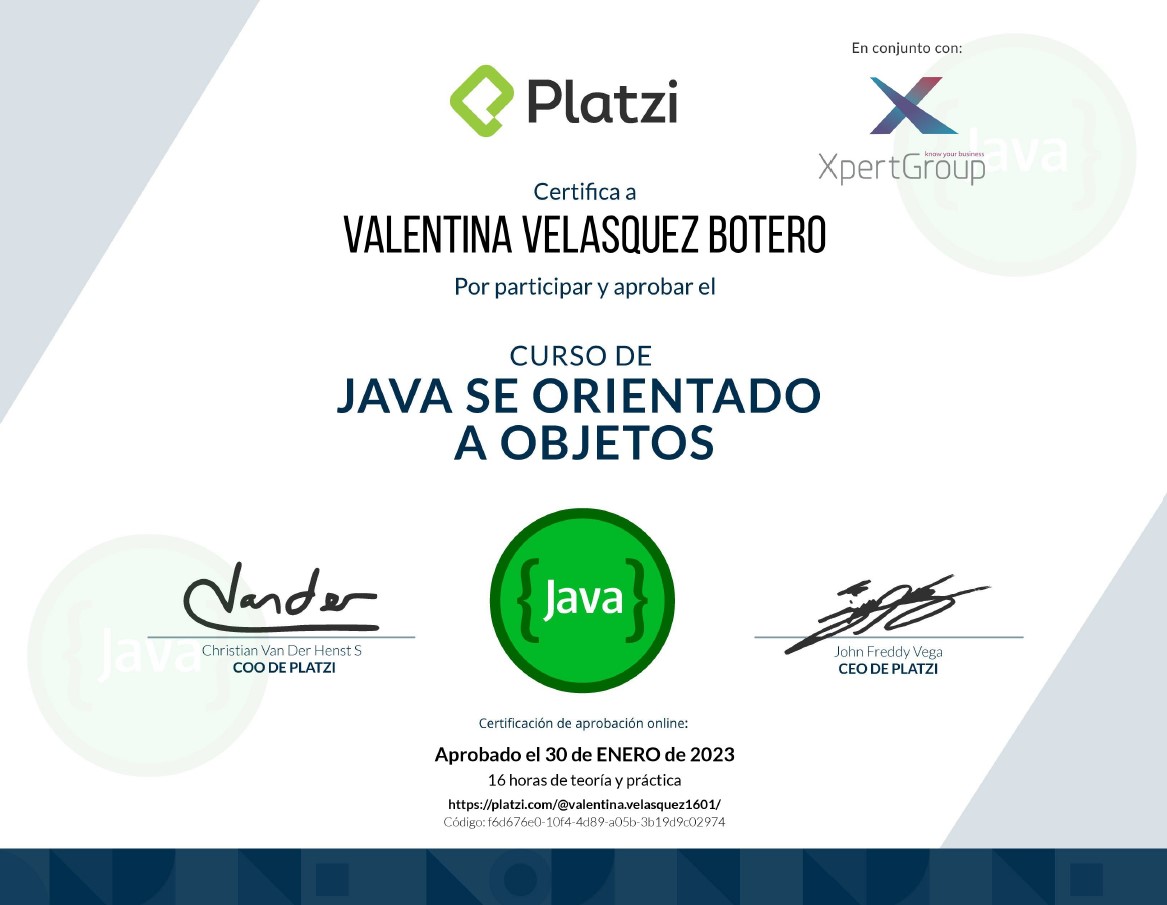 En conjunto con:
Platzi
know your business
XpertGroup
Java
Certifica a
VALENTINA VELASQUEZ BOTERO
Por participar y aprobar el
CURSO DE
JAVA SE ORIENTADO
A OBJETOS
{Java}
Vander
Java
Christian Van Der Henst S
COO DE PLATZI
John Freddy Vega
CEO DE PLATZI
Certificación de aprobación online:
Aprobado el 30 de ENERO de 2023
16 horas de teoría y práctica
https://platzi.com/@valentina.velasquez1601/
Código: f6d676e0-10f4-4d89-a05b-3b19d9c02974